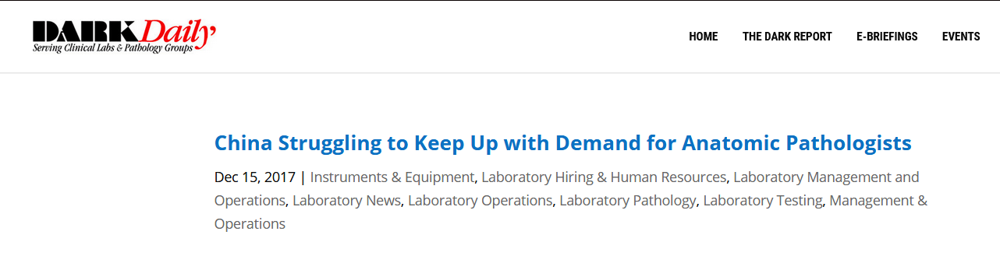 DARK Daily
Serving Clinical Labs & Pathology Groups
HOME THE DARK REPORT E-BRIEFINGS EVENTS
China Struggling to Keep Up with Demand for Anatomic Pathologists
Dec 15, 2017 | Instruments & Equipment, Laboratory Hiring & Human Resources, Laboratory Management and
Operations, Laboratory News, Laboratory Operations, Laboratory Pathology, Laboratory Testing, Management &
Operations